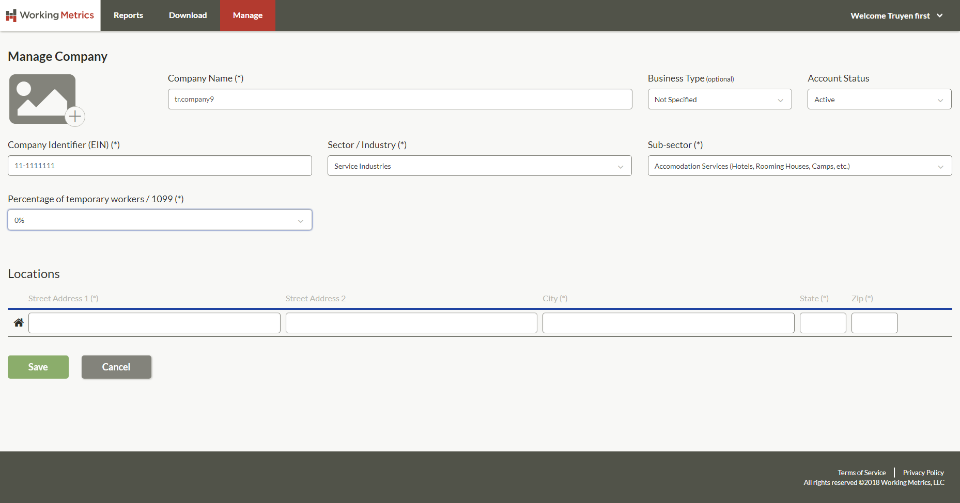 Working Metrics
Reports
Download
Manage
Welcome Truyen first
Manage Company
Company Name (*)
Business Type (optional)
Account Status
tr.company9
Not Specified
Active
Company Identifier (EIN) (*)
Sector / Industry (*)
Sub-sector (*)
11-1111111
Service Industries
Accomodation Services (Hotels, Rooming Houses, Camps, etc.)
Percentage of temporary workers / 1099 (*)
0%
Locations
Street Address 1 (*)
Street Address 2
City (*)
State (*)
Zip (*)
Save
Cancel
Terms of Service
Privacy Policy
All rights reserved ©2018 Working Metrics, LLC